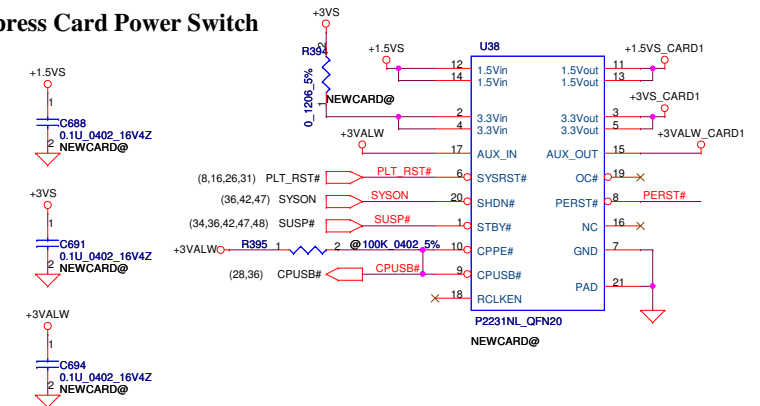 press Card Power Switch
+1.5VS
1
C688
0.1U_0402_16V4Z
2
NEWCARD@
+3VS
1
C691
0.1U_0402_16V4Z
2
NEWCARD@
+3VALW
1
C694
0.1U_0402_16V4Z
2
NEWCARD@
+3VS
2
R394
0_1206_5%
1
NEWCARD@
+1.5VS
+3VALW
U38
12 1.5Vin 1.5Vout 11
14 1.5Vin 1.5Vout 13
2 3.3Vin 3.3Vout 3
4 3.3Vin 3.3Vout 5
17 AUX_IN AUX_OUT 15
6 SYSRST# OC# 19
20 SHDN# PERST# 8 PERST#
1 STBY# NC 16
10 CPPE# GND 7
9 CPUSB# PAD 21
18 RCLKEN
P2231NL_QFN20
NEWCARD@
+1.5VS_CARD1
+3VS_CARD1
+3VALW_CARD1
(8,16,26,31) PLT_RST# PLT_RST#
(36,42,47) SYSON SYSON
(34,36,42,47,48) SUSP# SUSP#
+3VALW R395 1 2 @100K_0402_5%
(28,36) CPUSB# CPUSB#